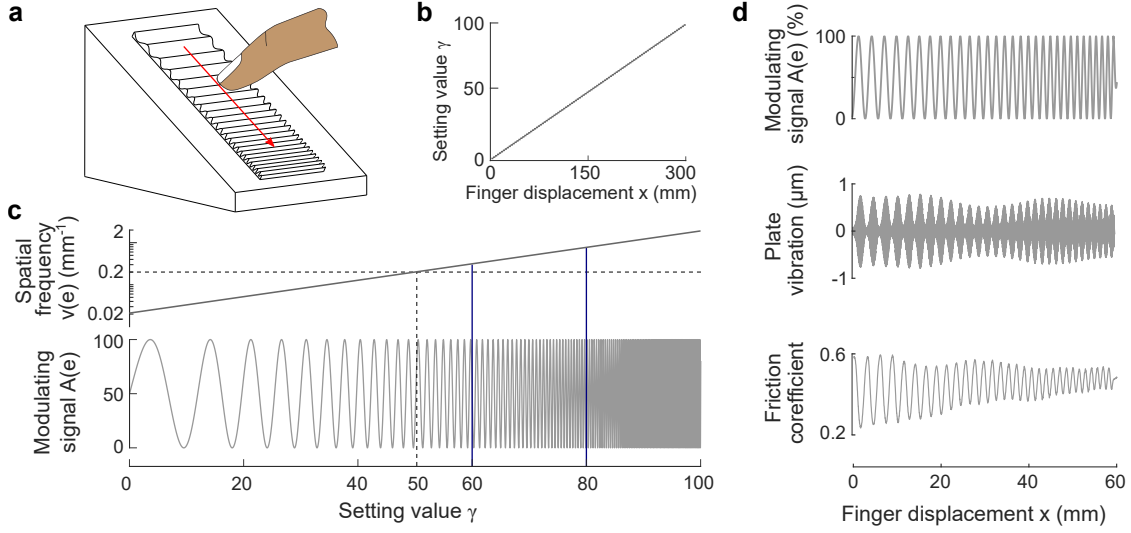 a
b
100
50
0
Setting value γ
0
150
300
Finger displacement x (mm)
c
Spatial
frequency
v(e) (mm⁻¹)
2
0.2
0.02
Modulating
signal A(e)
100
50
0
0
20
40
50
60
80
100
Setting value γ
d
Modulating
signal A(e) (%)
100
0
Plate
vibration (µm)
1
0
-1
Friction
corefficient
0.6
0.2
0
20
40
60
Finger displacement x (mm)